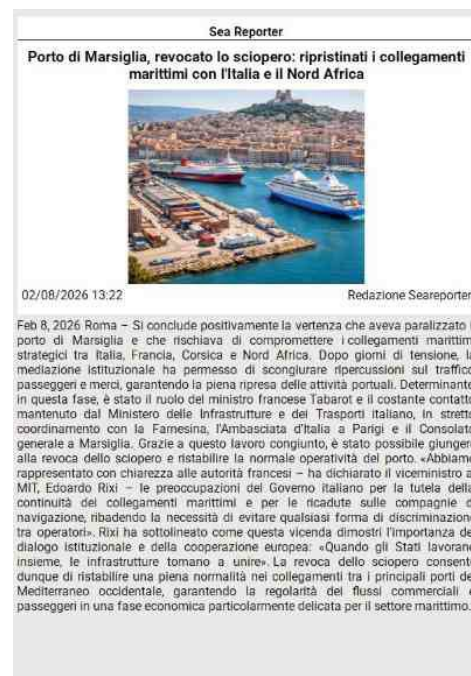 Sea Reporter
Porto di Marsiglia, revocato lo sciopero: ripristinati i collegamenti
marittimi con l'Italia e il Nord Africa
02/08/2026 13:22
Redazione Seareporter
Feb 8, 2026 Roma – Si conclude positivamente la vertenza che aveva paralizzato
porto di Marsiglia e che rischiava di compromettere i collegamenti marittim
strategici tra Italia, Francia, Corsica e Nord Africa. Dopo giorni di tensione, l
mediazione istituzionale ha permesso di scongiurare ripercussioni sul traffico
passeggeri e merci, garantendo la piena ripresa delle attività portuali. Determinante
in questa fase, è stato il ruolo del ministro francese Tabarot e il costante contatto
mantenuto dal Ministero delle Infrastrutture e dei Trasporti italiano, in stretto
coordinamento con la Farnesina, l'Ambasciata d'Italia a Parigi e il Consolato
generale a Marsiglia. Grazie a questo lavoro congiunto, è stato possibile giungere
alla revoca dello sciopero e ristabilire la normale operatività del porto. «Abbiamo
rappresentato con chiarezza alle autorità francesi – ha dichiarato il viceministro a
MIT, Edoardo Rixi – le preoccupazioni del Governo italiano per la tutela della
continuità dei collegamenti marittimi e per le ricadute sulle compagnie d
navigazione, ribadendo la necessità di evitare qualsiasi forma di discriminazione
tra operatori». Rixi ha sottolineato come questa vicenda dimostri l'importanza de
dialogo istituzionale e della cooperazione europea: «Quando gli Stati lavorano
insieme, le infrastrutture tornano a unire». La revoca dello sciopero consente
dunque di ristabilire una piena normalità nei collegamenti tra i principali porti de
Mediterraneo occidentale, garantendo la regolarità dei flussi commerciali e
passeggeri in una fase economica particolarmente delicata per il settore marittimo.